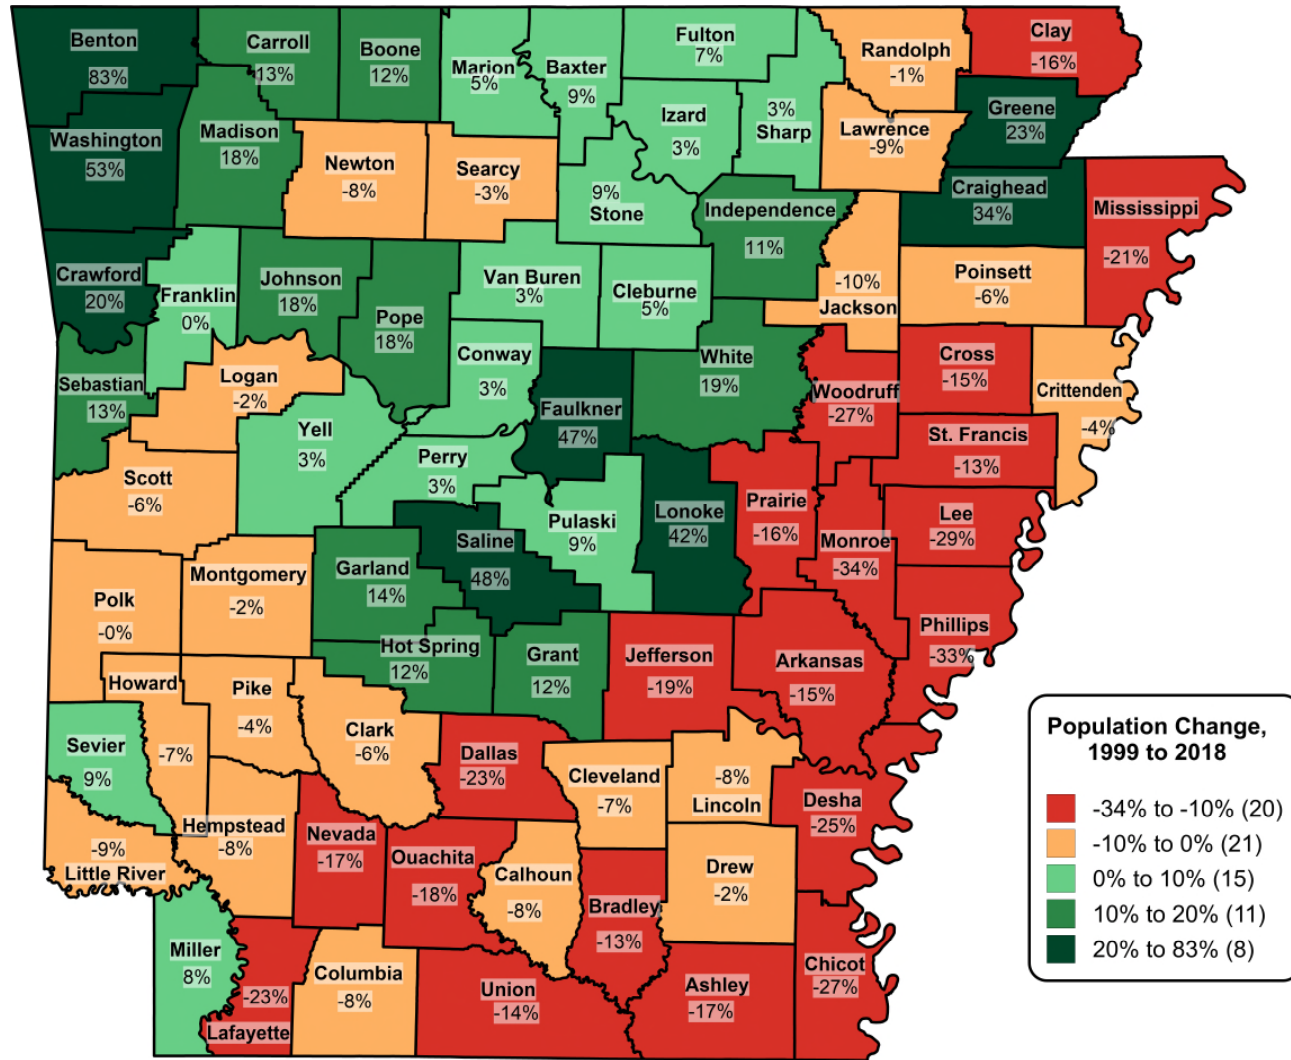 Benton
83%
Carroll
13%
Boone
12%
Marion
5%
Baxter
9%
Fulton
7%
Randolph
-1%
Clay
-16%
Washington
53%
Madison
18%
Newton
-8%
Searcy
-3%
Izard
3%
3%
Sharp
Lawrence
-9%
Greene
23%
9%
Stone
Independence
11%
Craighead
34%
Mississippi
-21%
Crawford
20%
Franklin
0%
Johnson
18%
Pope
18%
Van Buren
3%
Cleburne
5%
-10%
Jackson
Poinsett
-6%
Sebastian
13%
Logan
-2%
Conway
3%
White
19%
Woodruff
-27%
Cross
-15%
Crittenden
-4%
Yell
3%
Faulkner
47%
St. Francis
-13%
Scott
-6%
Perry
3%
Pulaski
9%
Lonoke
42%
Prairie
-16%
Lee
-29%
Saline
48%
Monroe
-34%
Polk
-0%
Montgomery
-2%
Garland
14%
Phillips
-33%
Hot Spring
12%
Grant
12%
Jefferson
-19%
Arkansas
-15%
Howard
-7%
Pike
-4%
Clark
-6%
Sevier
9%
Dallas
-23%
Cleveland
-7%
-8%
Lincoln
Desha
-25%
-9%
Little River
Hempstead
-8%
Nevada
-17%
Ouachita
-18%
Calhoun
-8%
Bradley
-13%
Drew
-2%
Miller
8%
-23%
Lafayette
Columbia
-8%
Union
-14%
Ashley
-17%
Chicot
-27%
Population Change,
1999 to 2018
-34% to -10% (20)
-10% to 0% (21)
0% to 10% (15)
10% to 20% (11)
20% to 83% (8)